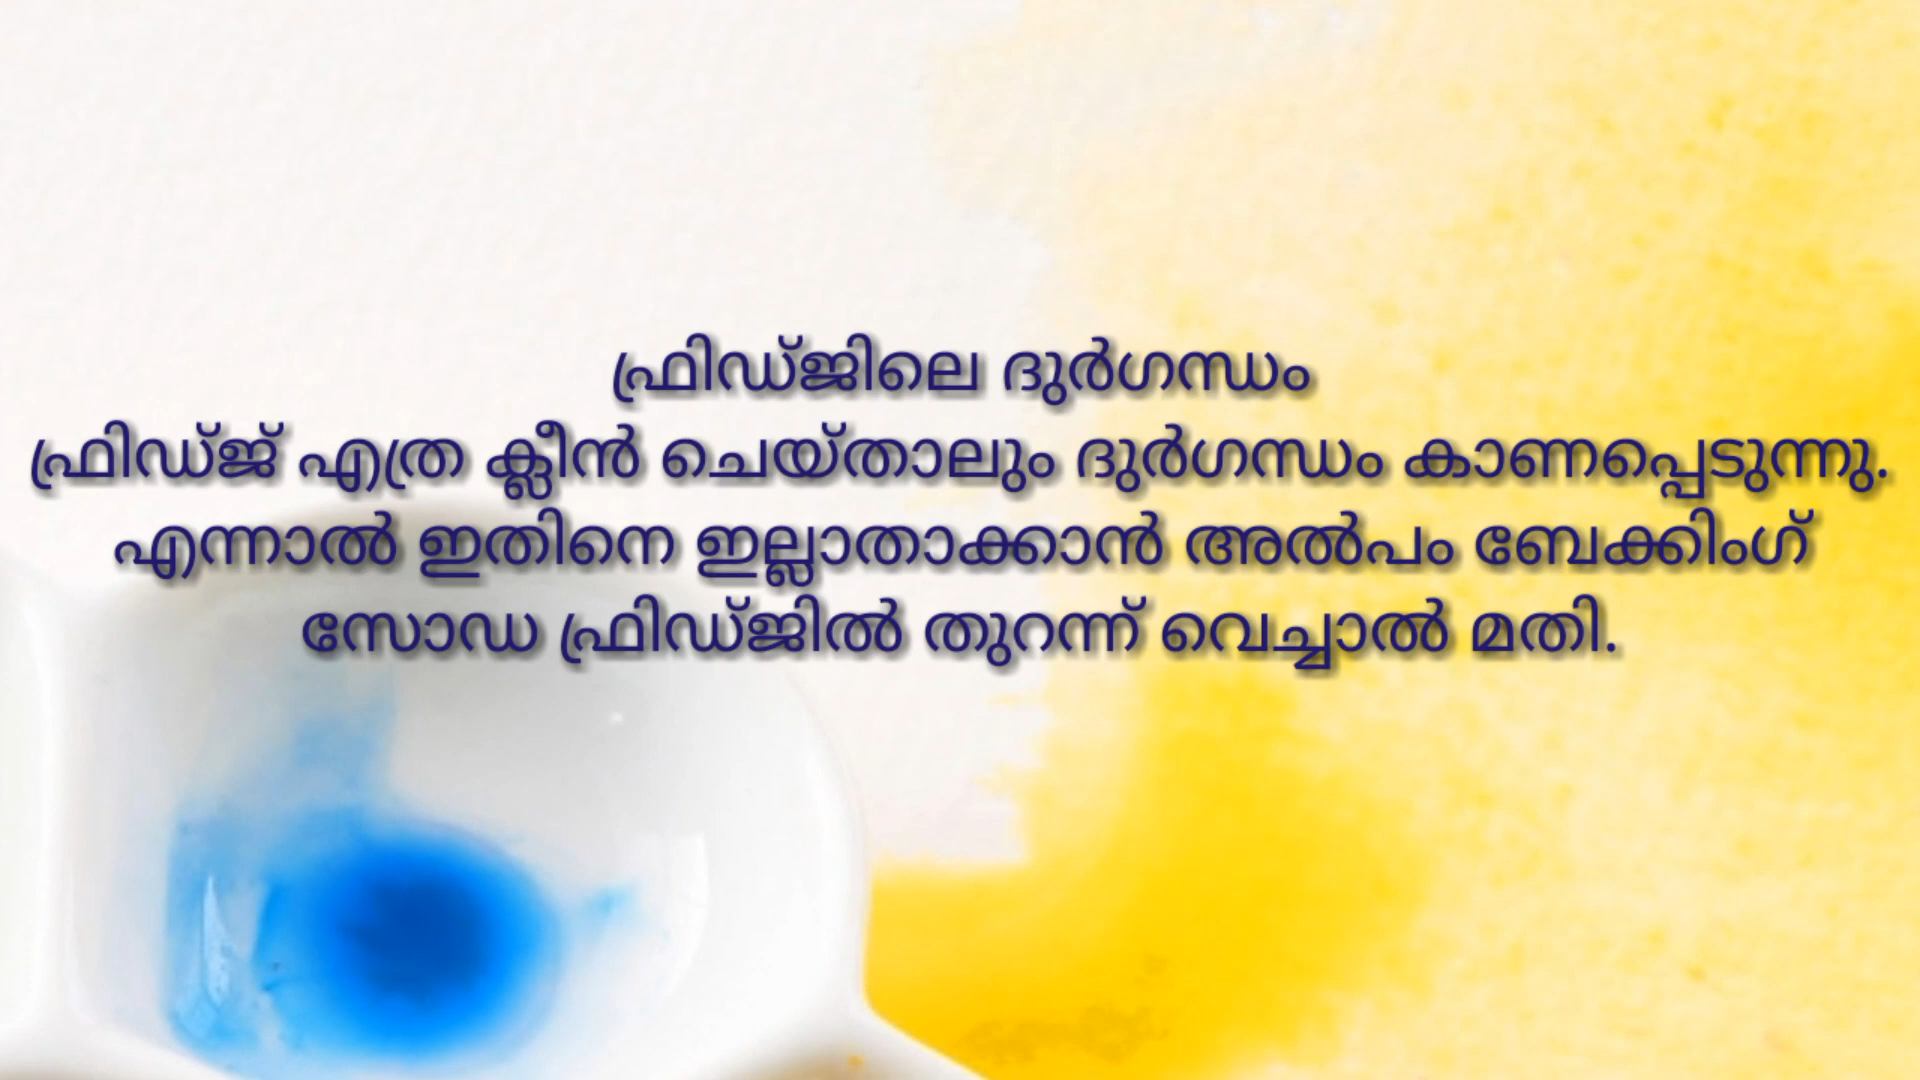 ഫ്രിഡ്ജിലെ ദുർഗന്ധം
ഫ്രിഡ്ജ് എത്ര ക്ലീൻ ചെയ്താലും ദുർഗന്ധം കാണപ്പെടുന്നു.
എന്നാൽ ഇതിനെ ഇല്ലാതാക്കാൻ അൽപം ബേക്കിംഗ്
സോഡ ഫ്രിഡ്ജിൽ തുറന്ന് വെച്ചാൽ മതി.